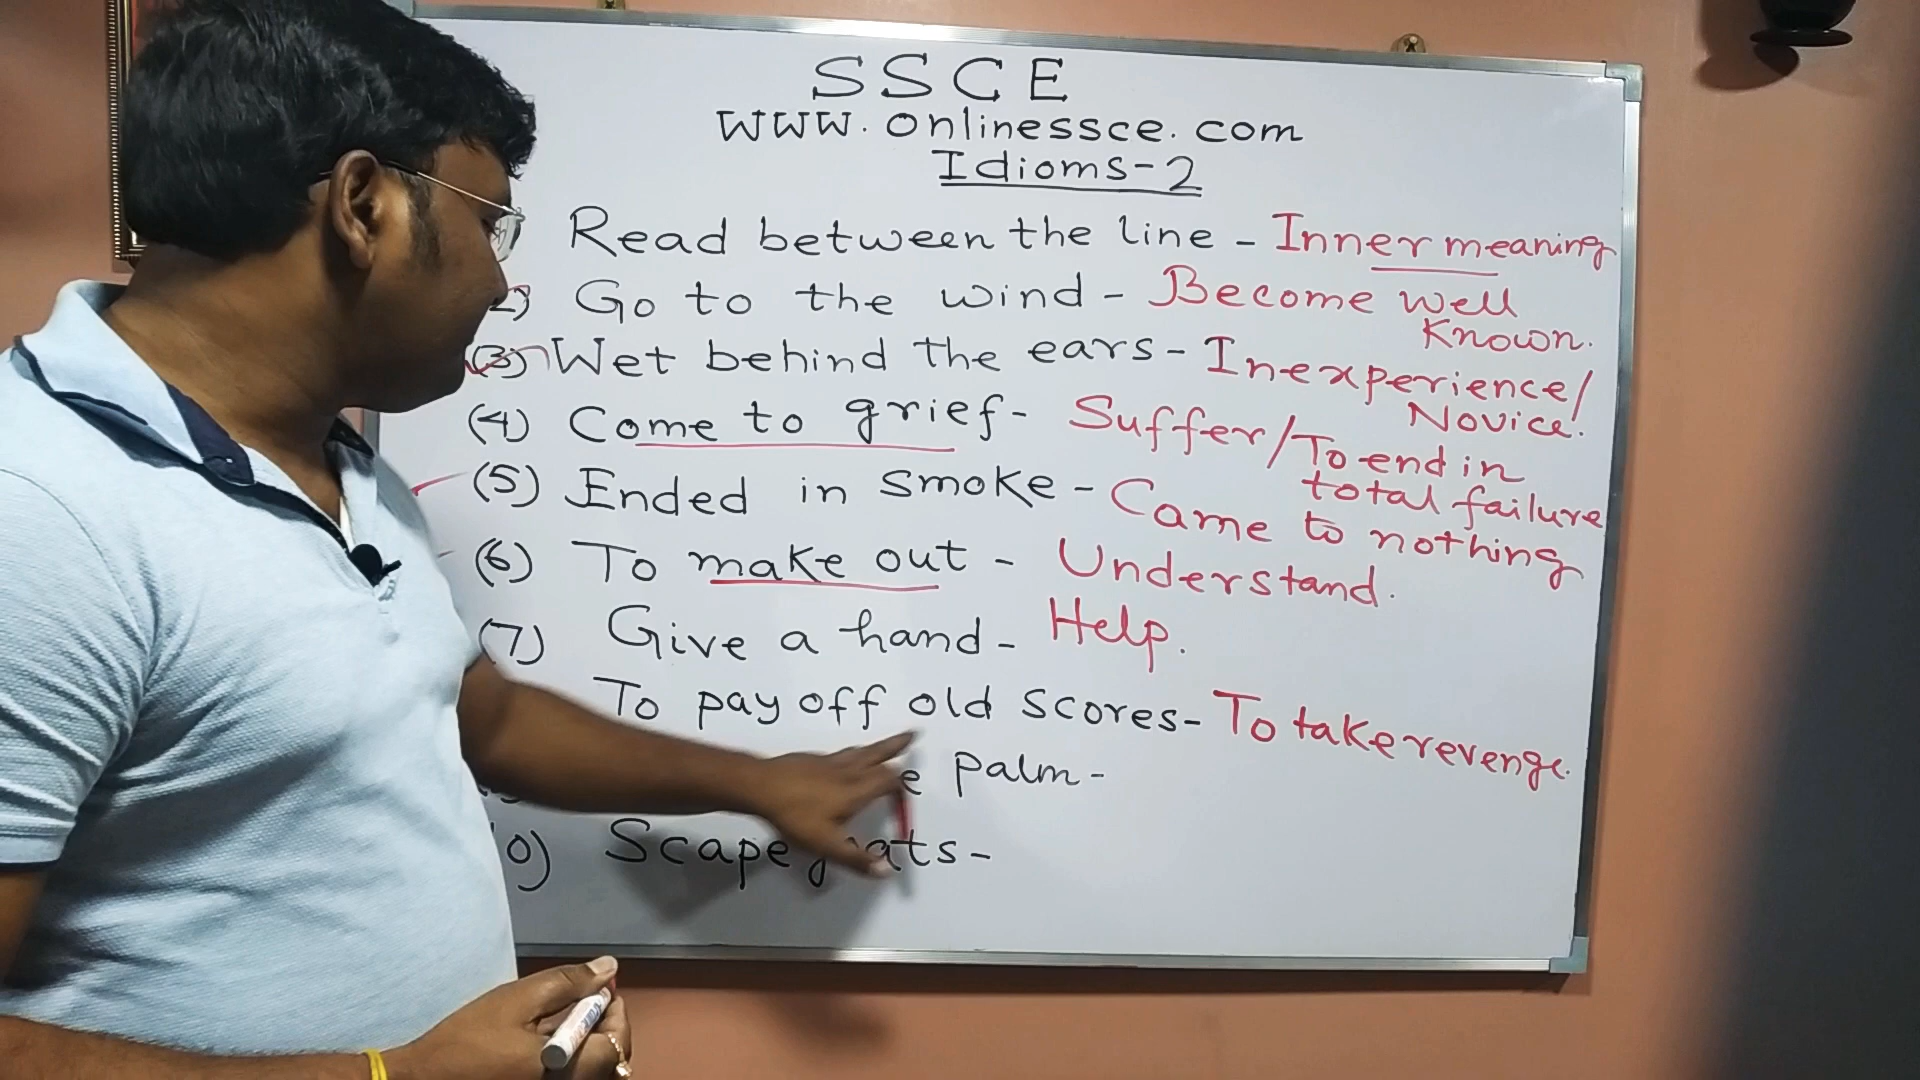 SSCE
www.onlinessce.com
Idioms-2
Read between the line - Inner meaning
2) Go to the wind - Become well
Known.
(3) Wet behind the ears - Inexperience/
Novice.
(4) Come to grief - Suffer/To end in
total failure
(5) Ended in smoke - Came to nothing
(6) To make out - Understand.
(7) Give a hand - Help.
To pay off old scores - To take revenge.
palm -
0) Scape -